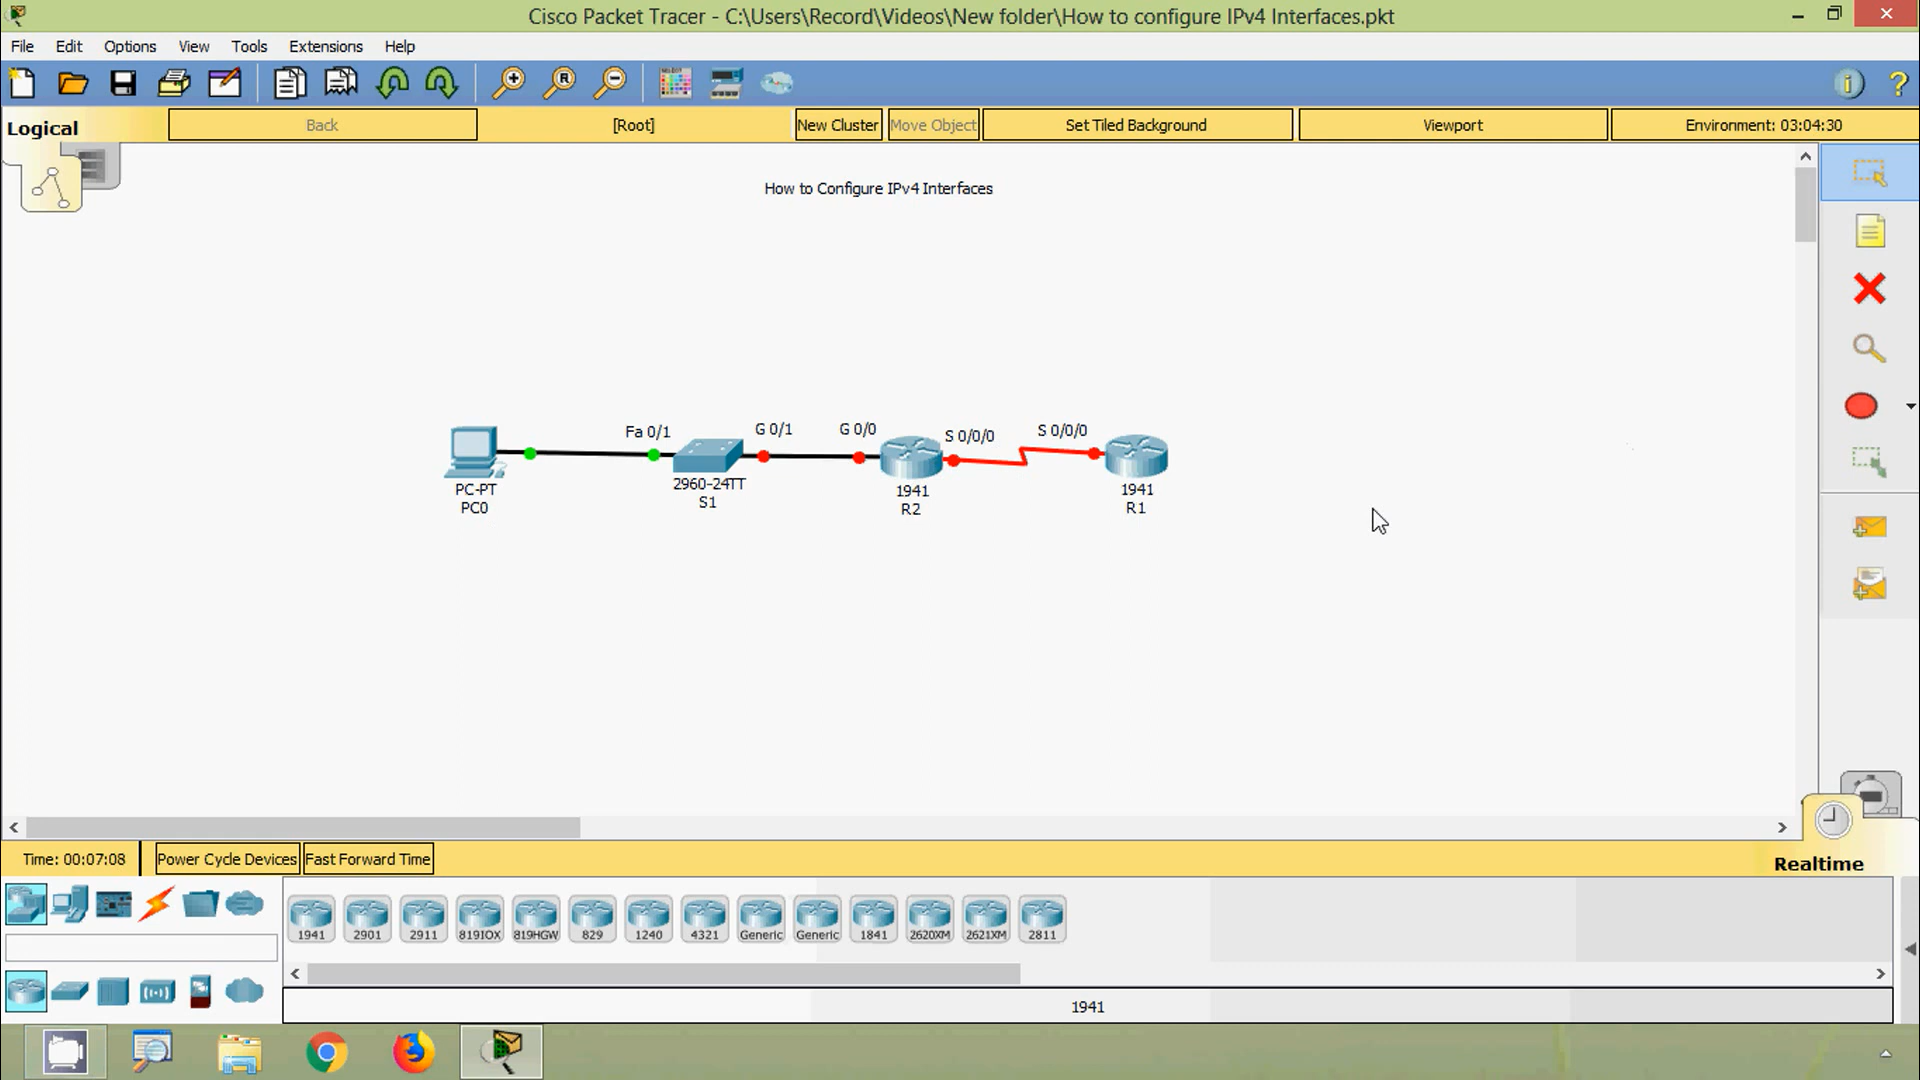 Cisco Packet Tracer - C:\Users\Record\Videos\New folder\How to configure IPv4 Interfaces.pkt
File Edit Options View Tools Extensions Help
Logical Back [Root] New Cluster Move Object Set Tiled Background Viewport Environment: 03:04:30
How to Configure IPv4 Interfaces
Fa 0/1 G 0/1 G 0/0 S 0/0/0 S 0/0/0
PC-PT 2960-24TT 1941 1941
PC0 S1 R2 R1
Time: 00:07:08 Power Cycle Devices Fast Forward Time Realtime
1941 2901 2911 819IOX 819HGW 829 1240 4321 Generic Generic 1841 2620XM 2621XM 2811
1941